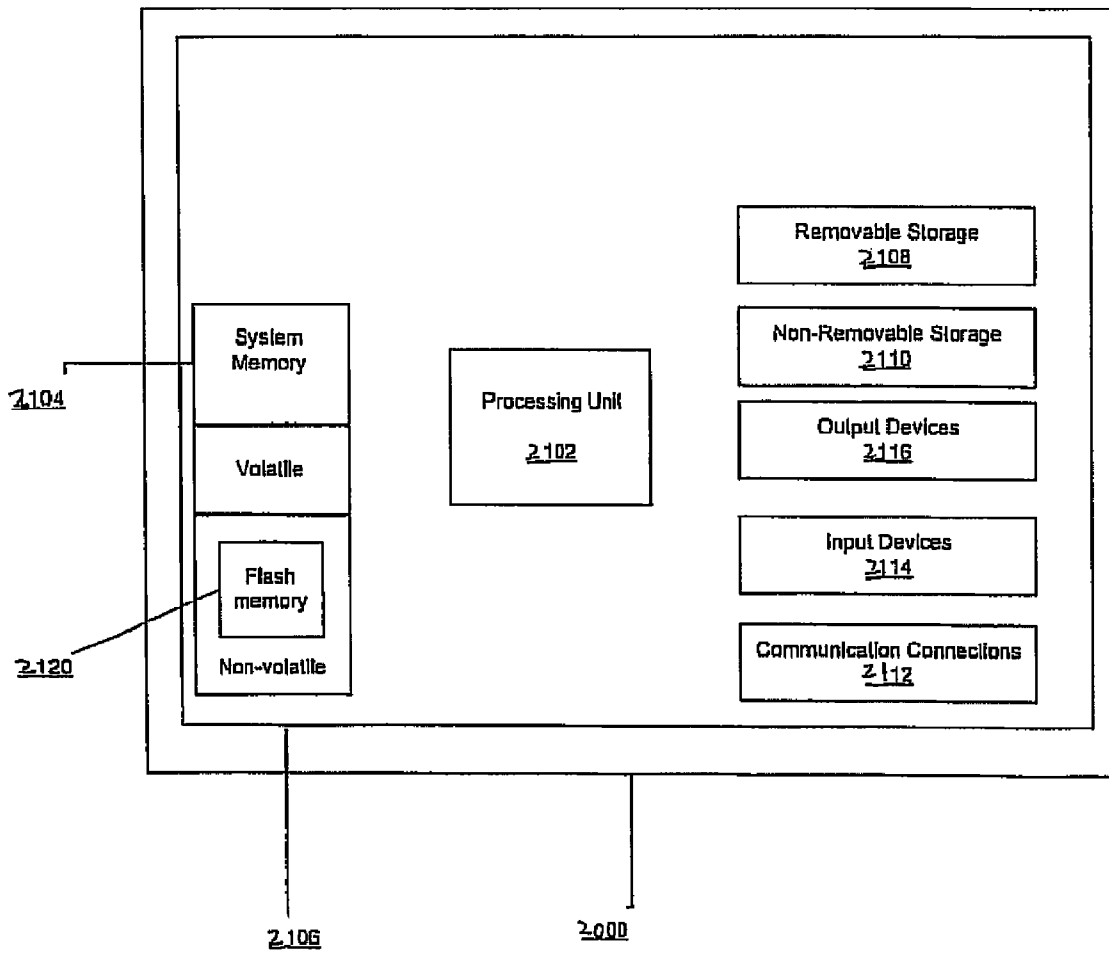 Removable Storage
2108
System
Memory
Non-Removable Storage
2110
2104
Processing Unit
2102
Output Devices
2116
Volatile
Input Devices
2114
Flash
memory
2120
Non-volatile
Communication Connections
2112
2106
2000